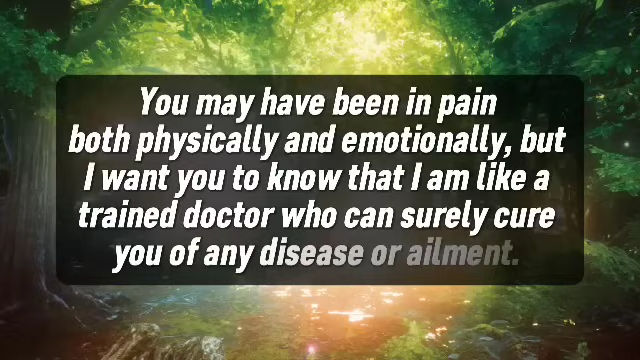 You may have been in pain
both physically and emotionally, but
I want you to know that I am like a
trained doctor who can surely cure
you of any disease or ailment.